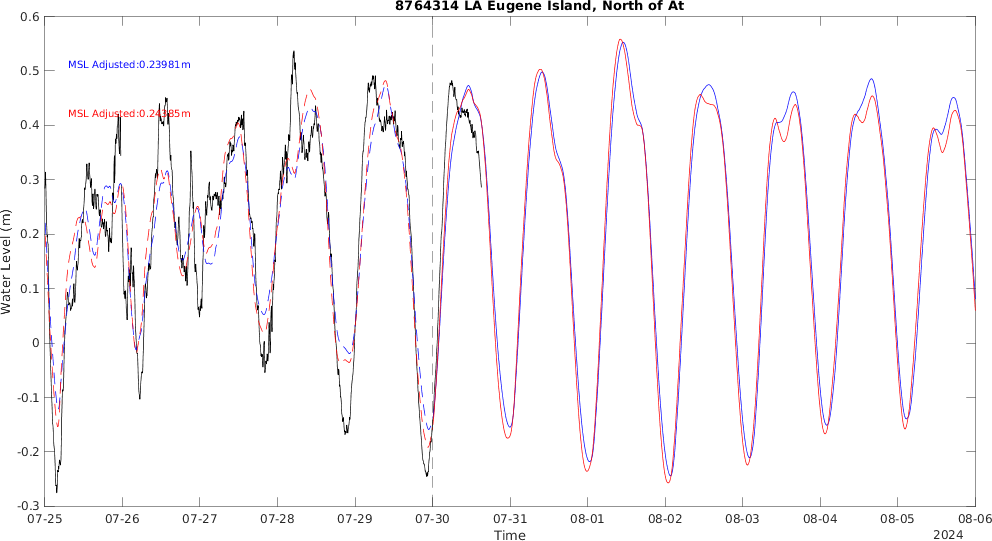 8764314 LA Eugene Island, North of At
0.6
0.5
0.4
0.3
0.2
0.1
0
-0.1
-0.2
-0.3
Water Level (m)
MSL Adjusted:0.23981m
MSL Adjusted:0.24385m
07-25 07-26 07-27 07-28 07-29 07-30 07-31 08-01 08-02 08-03 08-04 08-05 08-06
Time
2024